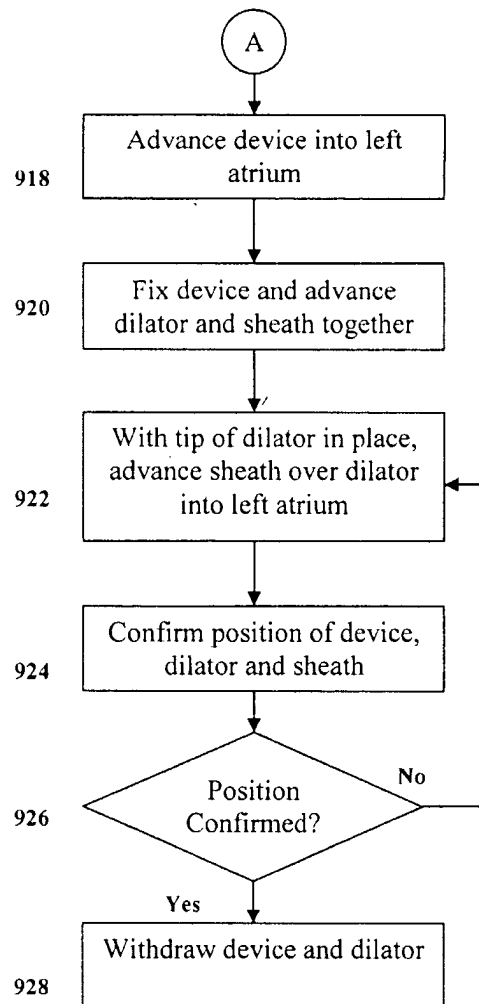 A
Advance device into left
atrium
918
Fix device and advance
dilator and sheath together
920
With tip of dilator in place,
advance sheath over dilator
into left atrium
922
Confirm position of device,
dilator and sheath
924
No
Position
Confirmed?
926
Yes
Withdraw device and dilator
928